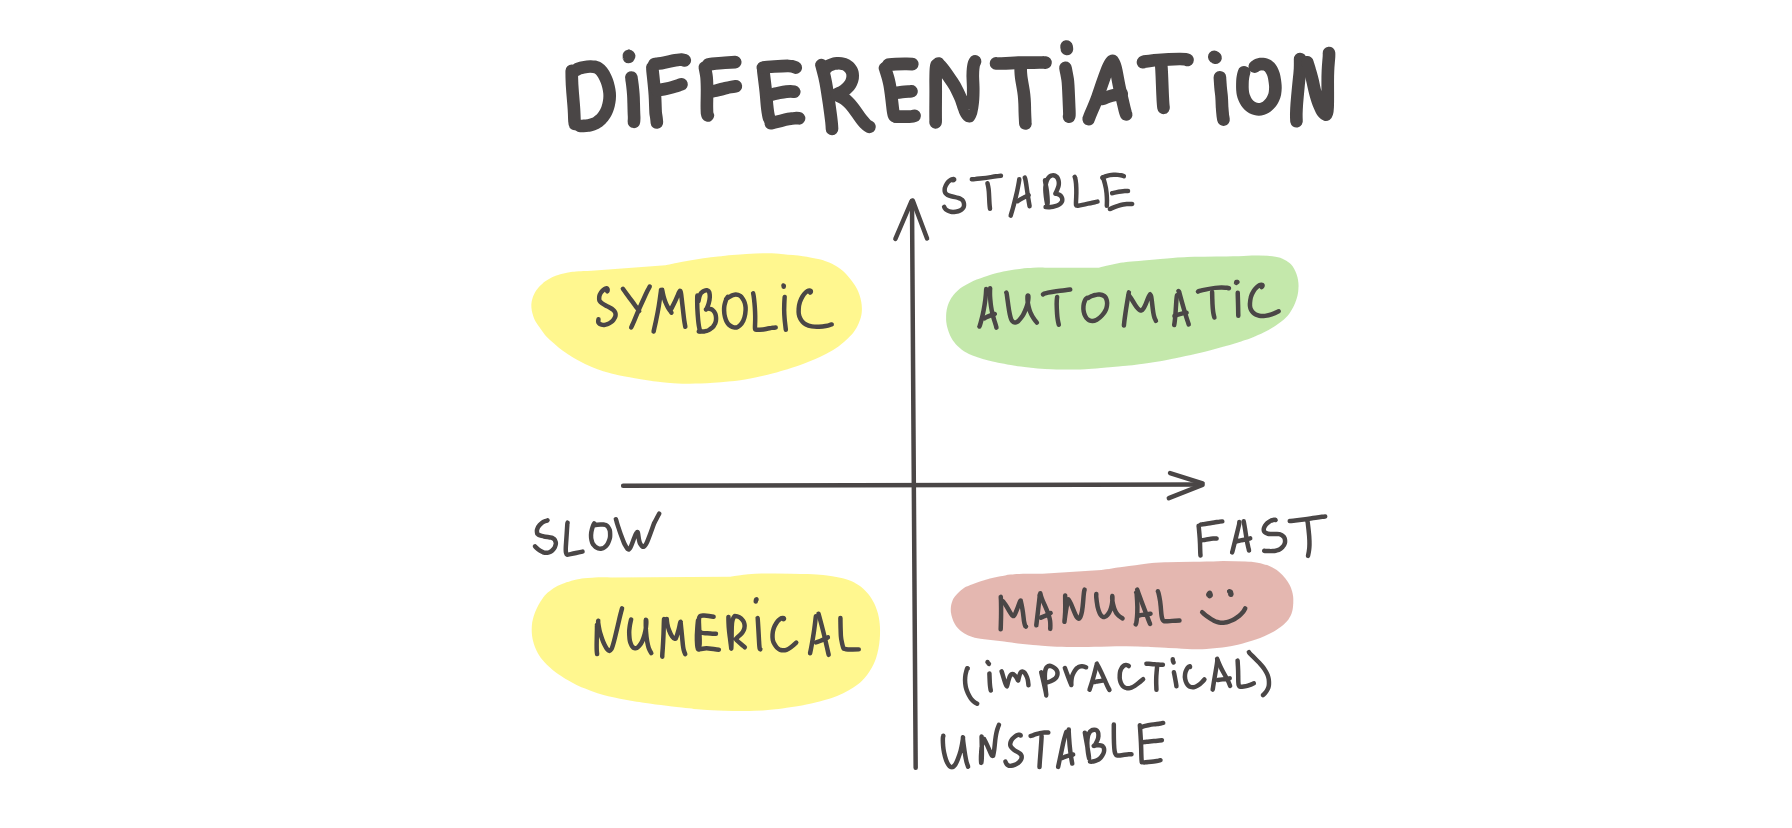 DiFFERENTiATiON
STABLE
SYMBOLiC
AUTOMATiC
SLOW
FAST
NUMERiCAL
MANUAL
(imprACTiCAL)
UNSTABLE